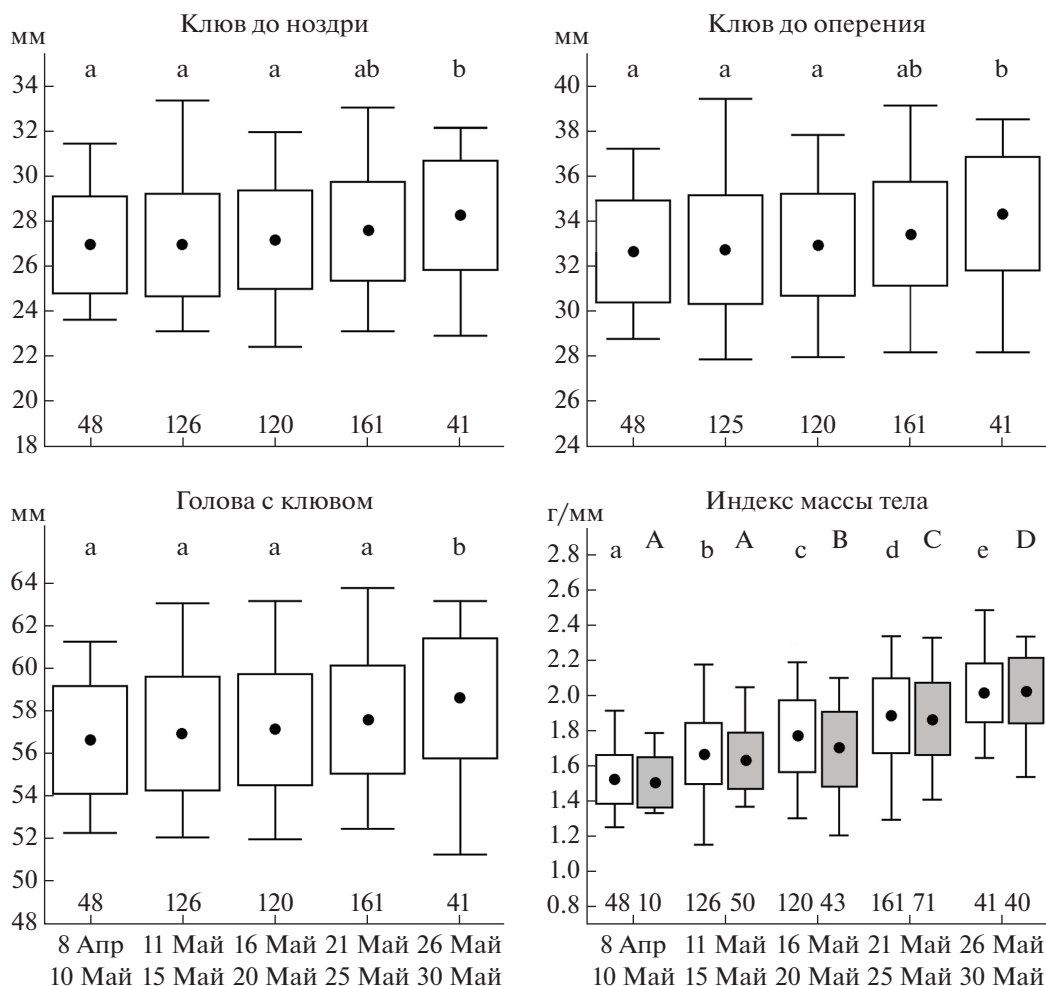 Клюв до ноздри
мм
a a a ab b
34
32
30
28
26
24
22
20
18
48 126 120 161 41
Клюв до оперения
мм
a a a ab b
40
38
36
34
32
30
28
26
24
48 125 120 161 41
Голова с клювом
мм
a a a a b
64
62
60
58
56
54
52
50
48
48 126 120 161 41
8 Апр 11 Май 16 Май 21 Май 26 Май
10 Май 15 Май 20 Май 25 Май 30 Май
Индекс массы тела
г/мм
a A b A c B d C e D
2.8
2.6
2.4
2.2
2.0
1.8
1.6
1.4
1.2
1.0
0.8
48 10 126 50 120 43 161 71 41 40
8 Апр 11 Май 16 Май 21 Май 26 Май
10 Май 15 Май 20 Май 25 Май 30 Май